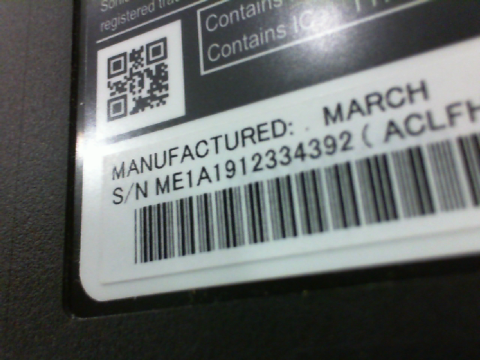 registered
Contains
Contains IC
MANUFACTURED: MARCH
S/N ME1A1912334392 ( ACLFH